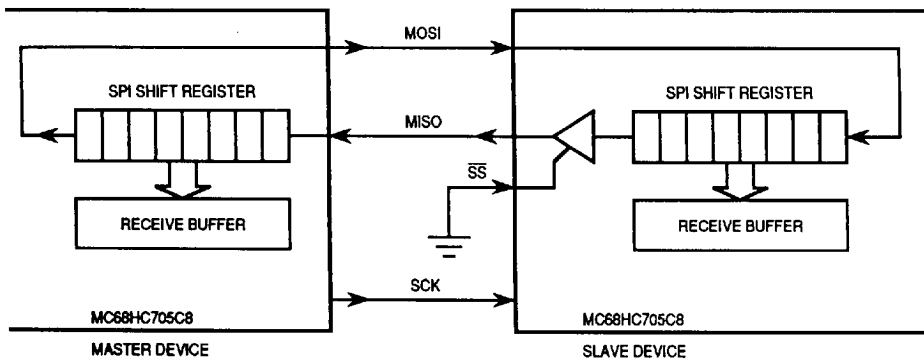 MOSI
SPI SHIFT REGISTER
SPI SHIFT REGISTER
MISO
SS
RECEIVE BUFFER
RECEIVE BUFFER
SCK
MC68HC705C8
MC68HC705C8
MASTER DEVICE
SLAVE DEVICE